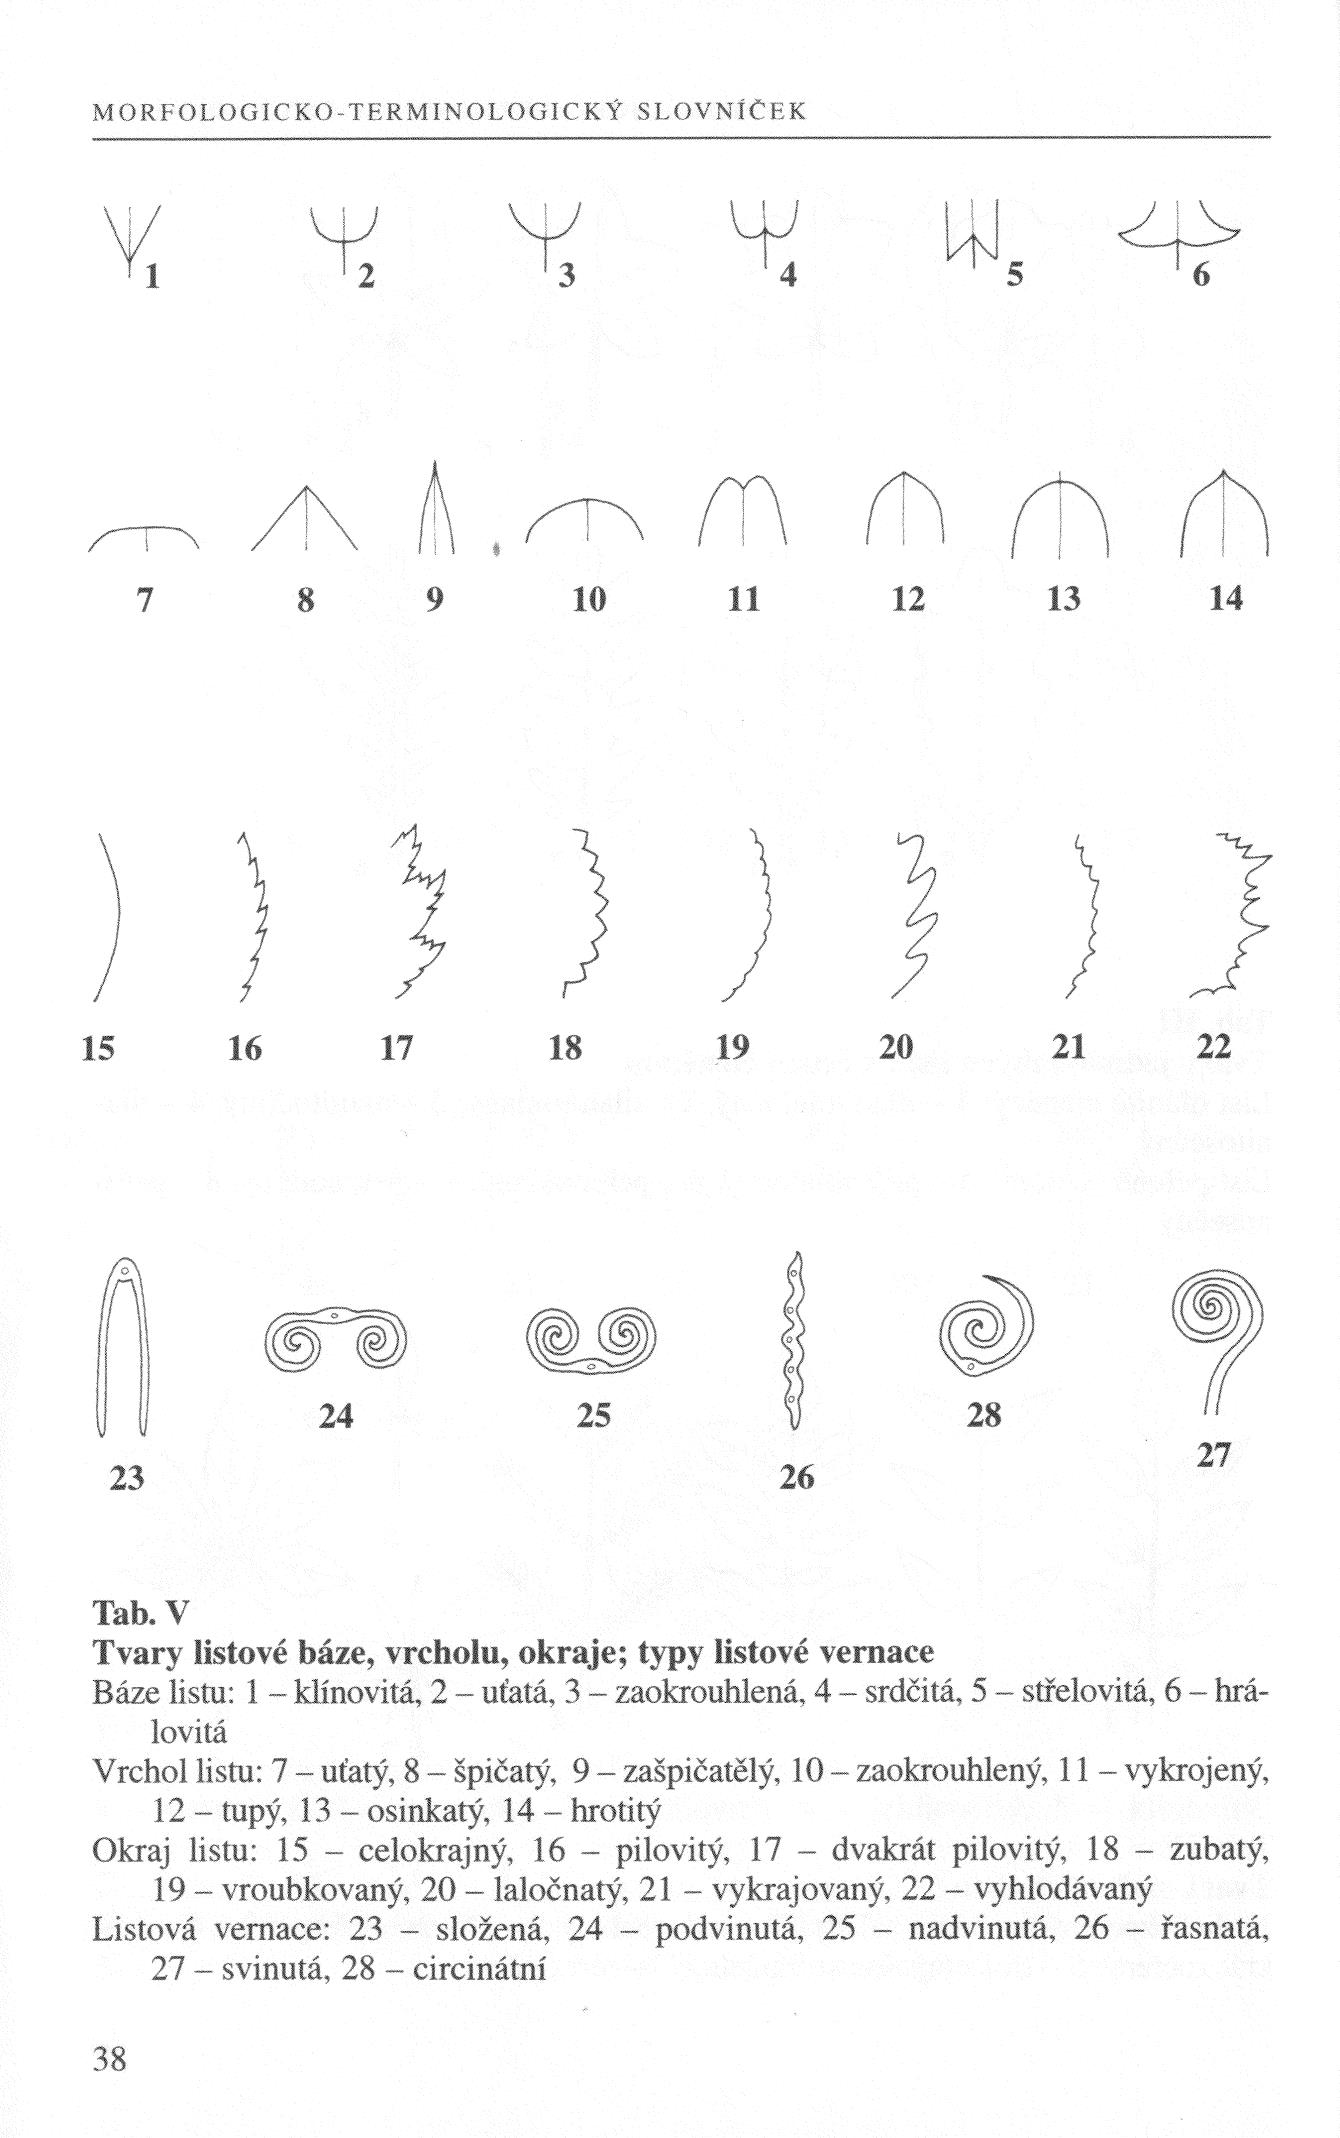 MORFOLOGICKO-TERMINOLOGICKÝ SLOVNÍČEK
1 2 3 4 5 6
7 8 9 10 11 12 13 14
15 16 17 18 19 20 21 22
24 25 28
27
23 26
Tab. V
Tvary listové báze, vrcholu, okraje; typy listové vernace
Báze listu: 1 – klínovitá, 2 – uťatá, 3 – zaokrouhlená, 4 – srdčitá, 5 – střelovitá, 6 – hrá-
lovitá
Vrchol listu: 7 – uťatý, 8 – špičatý, 9 – zašpičatělý, 10 – zaokrouhlený, 11 – vykrojený,
12 – tupý, 13 – osinkatý, 14 – hrotitý
Okraj listu: 15 – celokrajný, 16 – pilovitý, 17 – dvakrát pilovitý, 18 – zubatý,
19 – vroubkovaný, 20 – laločnatý, 21 – vykrajovaný, 22 – vyhlodávaný
Listová vernace: 23 – složená, 24 – podvinutá, 25 – nadvinutá, 26 – řasnatá,
27 – svinutá, 28 – circinátní
38